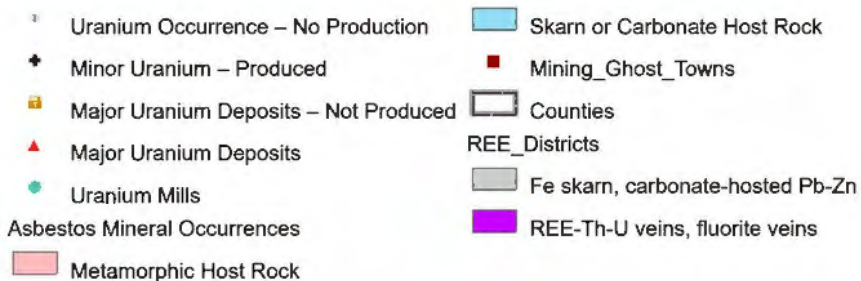 Uranium Occurrence – No Production
Minor Uranium – Produced
Major Uranium Deposits – Not Produced
Major Uranium Deposits
Uranium Mills
Asbestos Mineral Occurrences
Metamorphic Host Rock
Skarn or Carbonate Host Rock
Mining_Ghost_Towns
Counties
REE_Districts
Fe skarn, carbonate-hosted Pb-Zn
REE-Th-U veins, fluorite veins